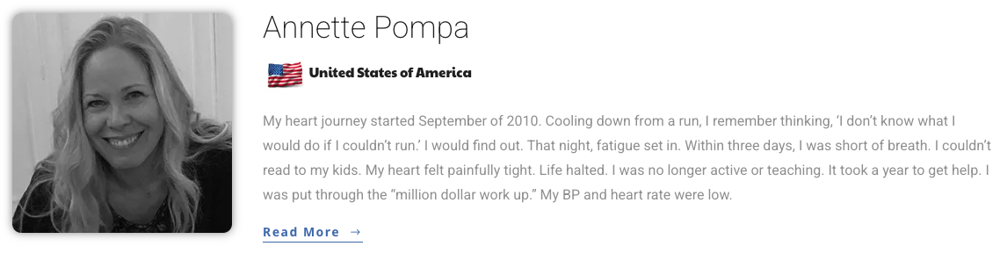 Annette Pompa
United States of America
My heart journey started September of 2010. Cooling down from a run, I remember thinking, ‘I don’t know what I
would do if I couldn’t run.’ I would find out. That night, fatigue set in. Within three days, I was short of breath. I couldn’t
read to my kids. My heart felt painfully tight. Life halted. I was no longer active or teaching. It took a year to get help. I
was put through the “million dollar work up.” My BP and heart rate were low.
Read More →